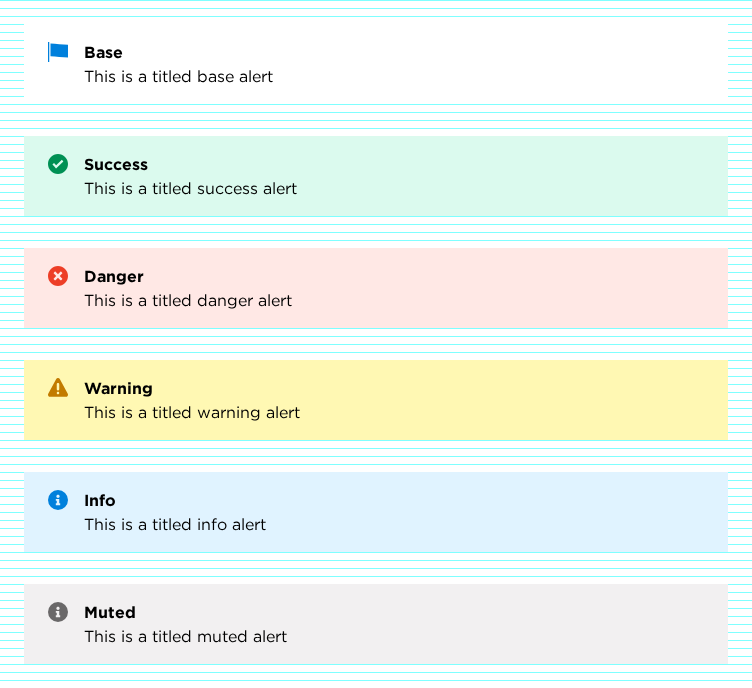 Base
This is a titled base alert
Success
This is a titled success alert
Danger
This is a titled danger alert
Warning
This is a titled warning alert
Info
This is a titled info alert
Muted
This is a titled muted alert